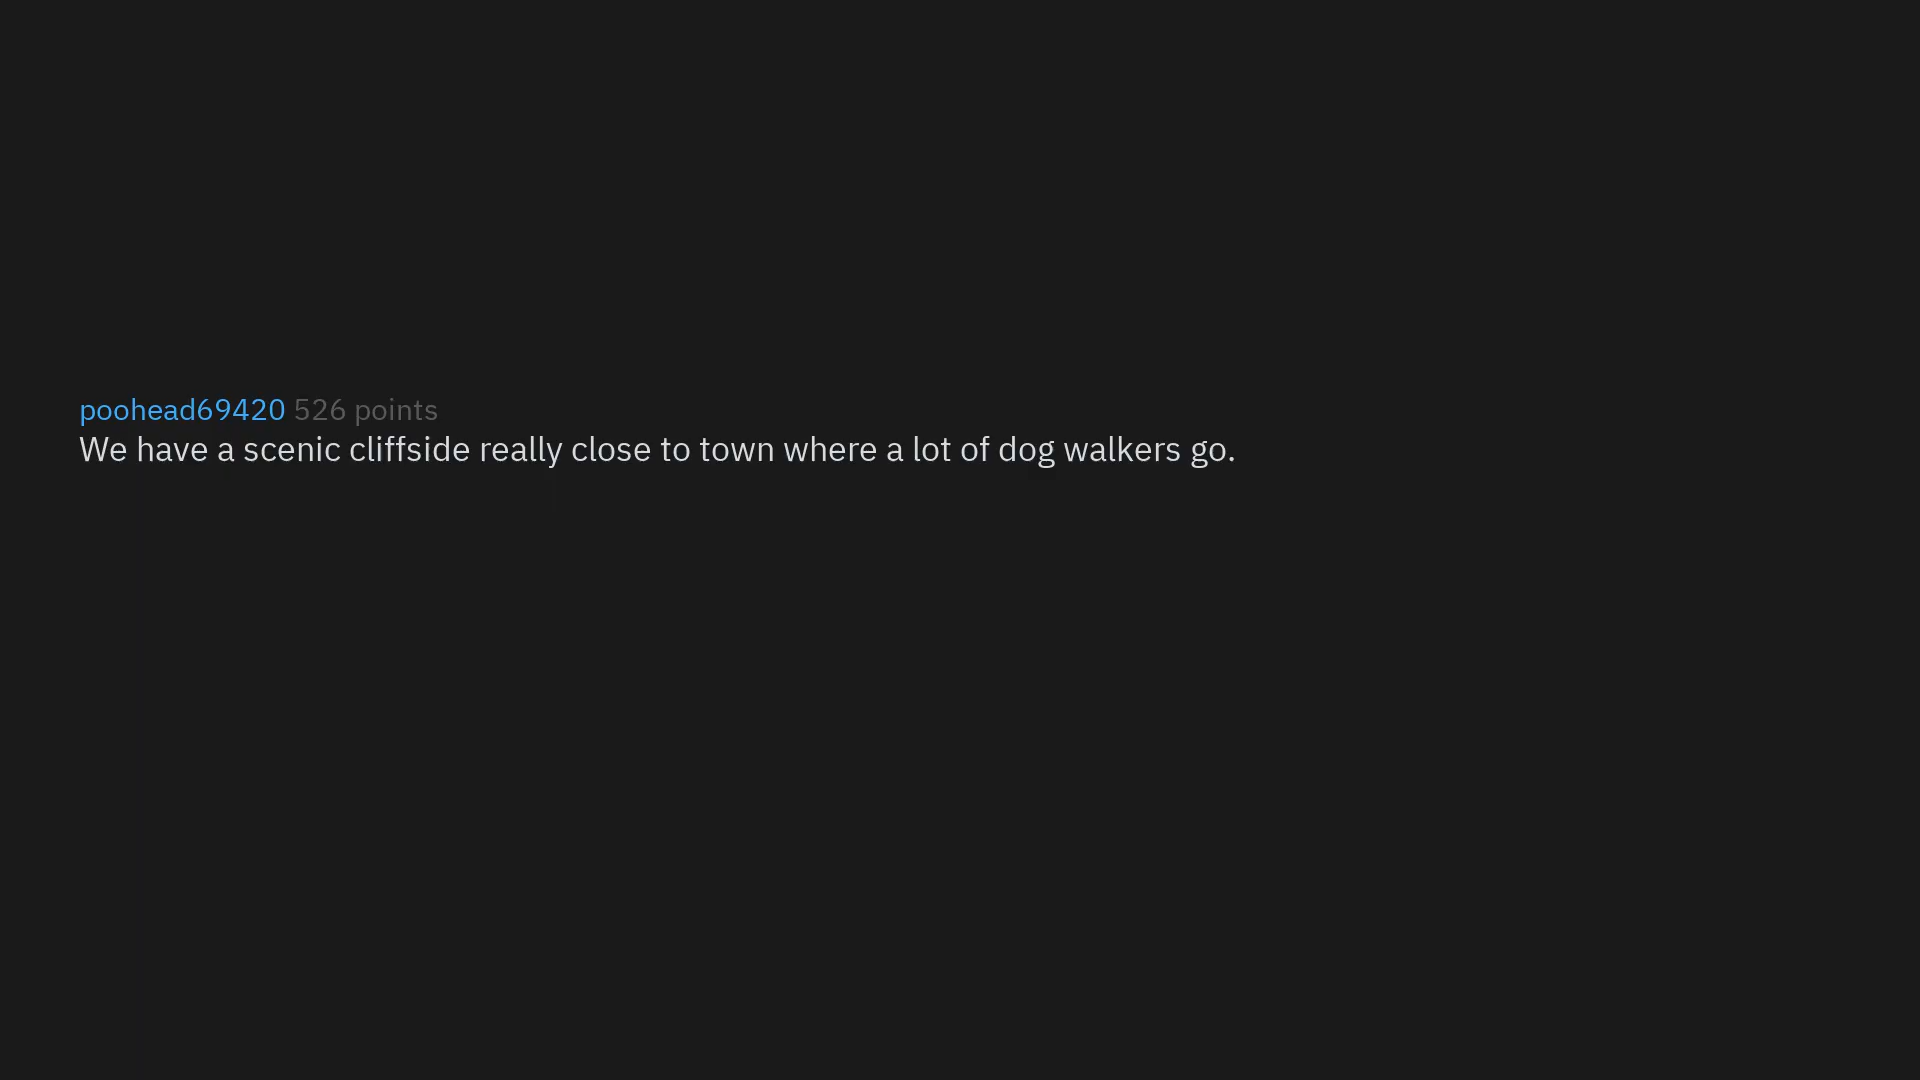 poohead69420 526 points
We have a scenic cliffside really close to town where a lot of dog walkers go.